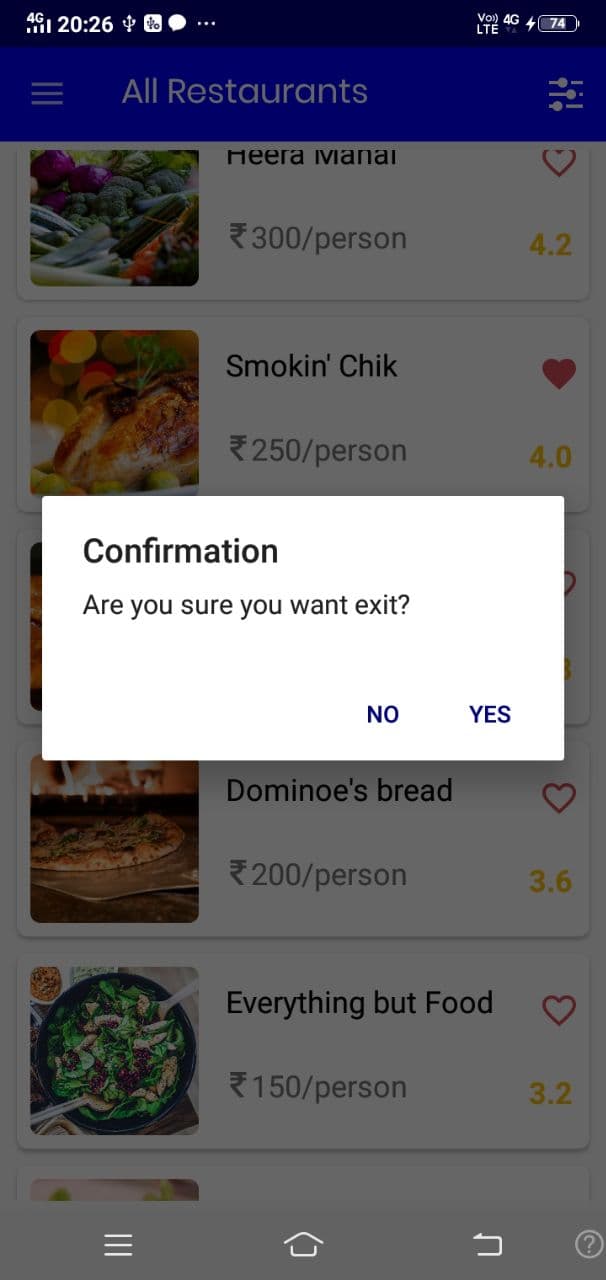 4G 20:26 ... Vo) LTE 4G 74
All Restaurants
Heera Mahal
₹300/person 4.2
Smokin' Chik
₹250/person 4.0
Confirmation
Are you sure you want exit?
NO YES
Dominoe's bread
₹200/person 3.6
Everything but Food
₹150/person 3.2